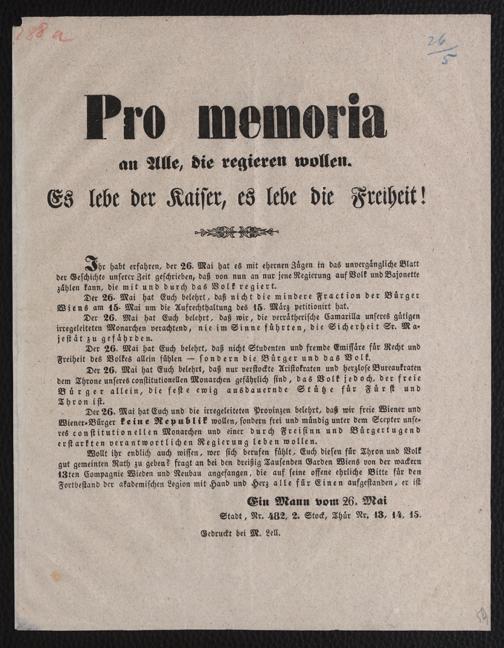 188 a
26/5
Pro memoria
an Alle, die regieren wollen.
Es lebe der Kaiser, es lebe die Freiheit!
Ihr habt erfahren, der 26. Mai hat es mit ehernen Zügen in das unvergängliche Blatt
der Geschichte unserer Zeit geschrieben, daß von nun an nur jene Regierung auf Volk und Bajonette
zählen kann, die mit und durch das Volk regiert.
Der 26. Mai hat Euch belehrt, daß nicht die mindere Fraction der Bürger
Wiens am 15. Mai um die Aufrechthaltung des 15. März petitionirt hat.
Der 26. Mai hat Euch belehrt, daß wir, die verrätherische Camarilla unseres gütigen
irregeleiteten Monarchen verachtend, nie im Sinne führten, die Sicherheit Sr. Ma-
jestät zu gefährden.
Der 26. Mai hat Euch belehrt, daß nicht Studenten und fremde Emissäre für Recht und
Freiheit des Volkes allein fühlen — sondern die Bürger und das Volk.
Der 26. Mai hat Euch belehrt, daß nur verstockte Aristokraten und herzlose Bureaukraten
dem Throne unseres constitutionellen Monarchen gefährlich sind, das Volk jedoch, der freie
Bürger allein, die feste ewig ausdauernde Stütze für Fürst und
Thron ist.
Der 26. Mai hat Euch und die irregeleiteten Provinzen belehrt, daß wir freie Wiener und
Wiener-Bürger keine Republik wollen, sondern frei und mündig unter dem Scepter unse-
res constitutionellen Monarchen und einer durch Freisinn und Bürgertugend
erstarkten verantwortlichen Regierung leben wollen.
Wollt ihr endlich auch wissen, wer sich berufen fühlt, Euch diesen für Thron und Volk
gut gemeinten Rath zu geben? fragt an bei den dreißig Tausenden Garden Wiens von der wackern
13ten Compagnie Wieden und Neubau angefangen, die auf seine offene ehrliche Bitte für den
Fortbestand der akademischen Legion mit Hand und Herz alle für Einen aufgestanden, er ist
Ein Mann vom 26. Mai
Stadt, Nr. 482, 2. Stock, Thür Nr. 13, 14, 15.
Gedruckt bei M. Lell.